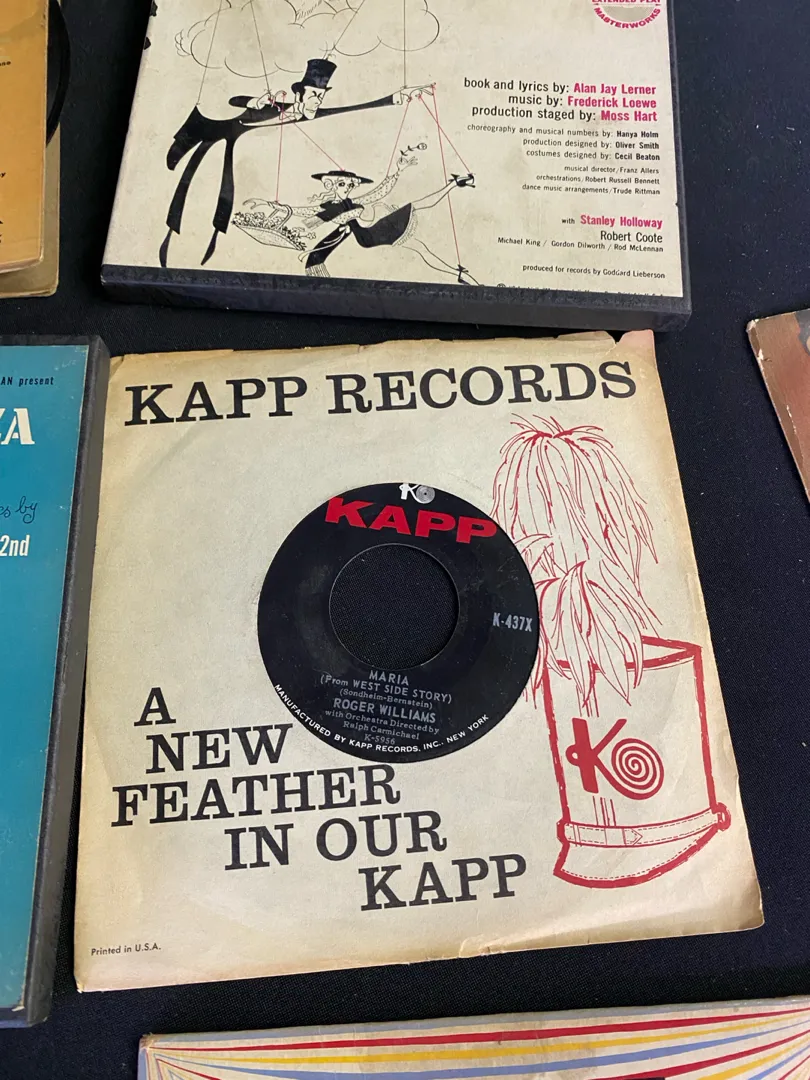 EXTENDED PLAY
MASTERWORKS
book and lyrics by: Alan Jay Lerner
music by: Frederick Loewe
production staged by: Moss Hart
choreography and musical numbers by: Hanya Holm
production designed by: Oliver Smith
costumes designed by: Cecil Beaton
musical director/Franz Allers
orchestrations/Robert Russell Bennett
dance music arrangements/Trude Rittman
with Stanley Holloway
Robert Coote
Michael King / Gordon Dilworth / Rod McLennan
produced for records by Goddard Lieberson
AN present
A
by
2nd
KAPP RECORDS
KAPP
K-437X
MARIA
(From WEST SIDE STORY)
(Sondheim-Bernstein)
ROGER WILLIAMS
with Orchestra Directed by
Ralph Carmichael
K-5956
MANUFACTURED BY KAPP RECORDS, INC., NEW YORK
A
NEW
FEATHER
IN OUR
KAPP
K
Printed in U.S.A.